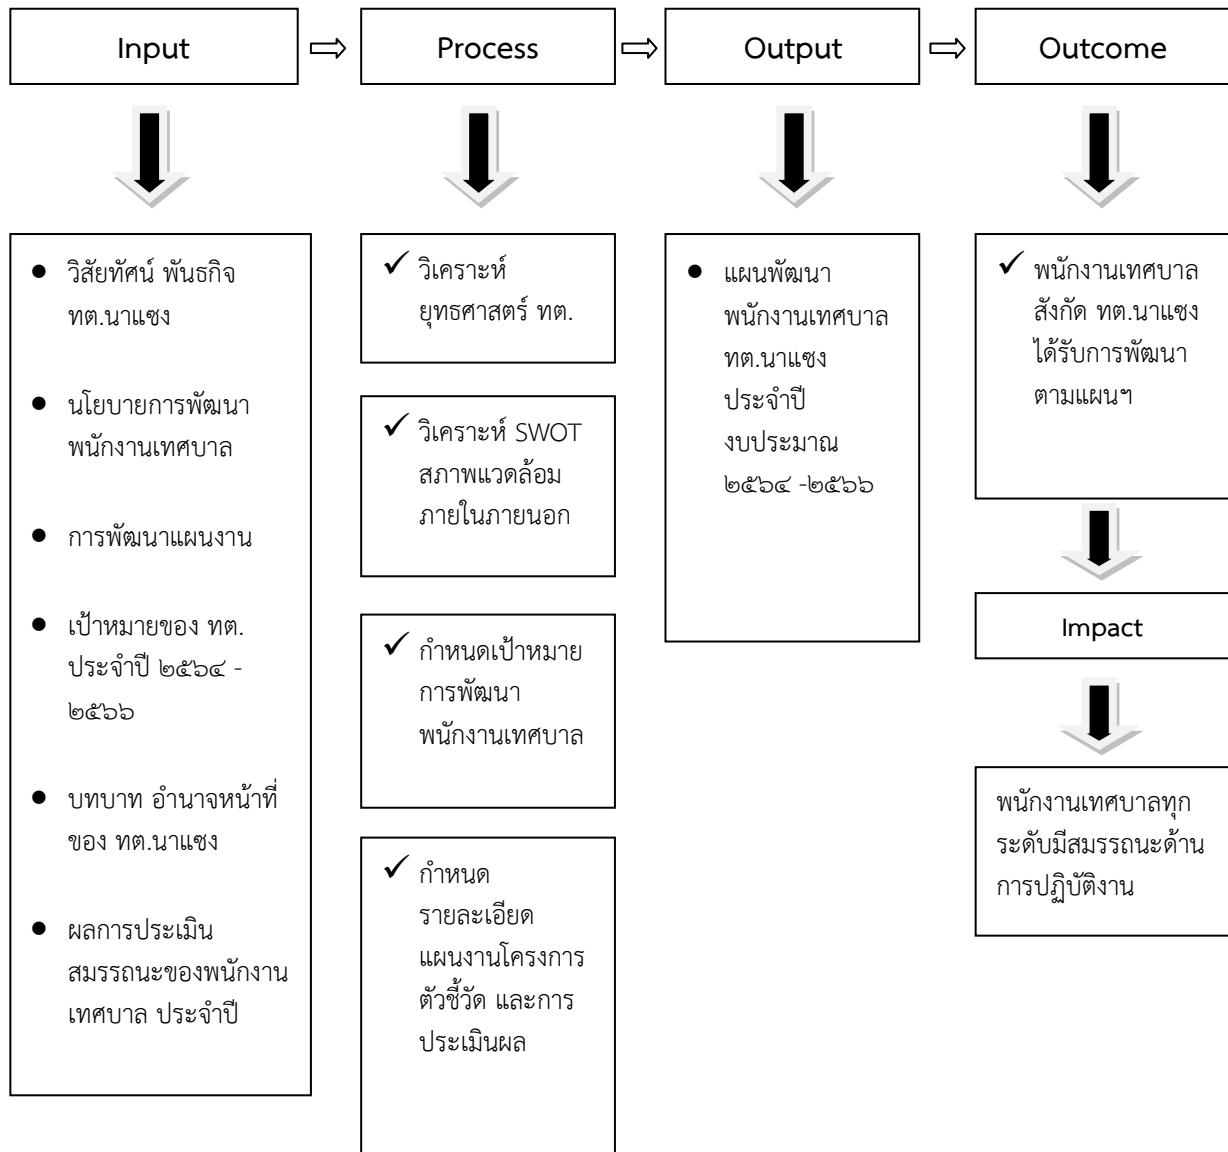 Input
Process
Output
Outcome
วิสัยทัศน์ พันธกิจ
ทต.นาแซง
นโยบายการพัฒนา
พนักงานเทศบาล
การพัฒนาแผนงาน
เป้าหมายของ ทต.
ประจำปี ๒๕๖๔ -
๒๕๖๖
บทบาท อำนาจหน้าที่
ของ ทต.นาแซง
ผลการประเมิน
สมรรถนะของพนักงาน
เทศบาล ประจำปี
วิเคราะห์
ยุทธศาสตร์ ทต.
วิเคราะห์ SWOT
สภาพแวดล้อม
ภายในภายนอก
กำหนดเป้าหมาย
การพัฒนา
พนักงานเทศบาล
กำหนด
รายละเอียด
แผนงานโครงการ
ตัวชี้วัด และการ
ประเมินผล
แผนพัฒนา
พนักงานเทศบาล
ทต.นาแซง
ประจำปี
งบประมาณ
๒๕๖๔ -๒๕๖๖
พนักงานเทศบาล
สังกัด ทต.นาแซง
ได้รับการพัฒนา
ตามแผนฯ
Impact
พนักงานเทศบาลทุก
ระดับมีสมรรถนะด้าน
การปฏิบัติงาน